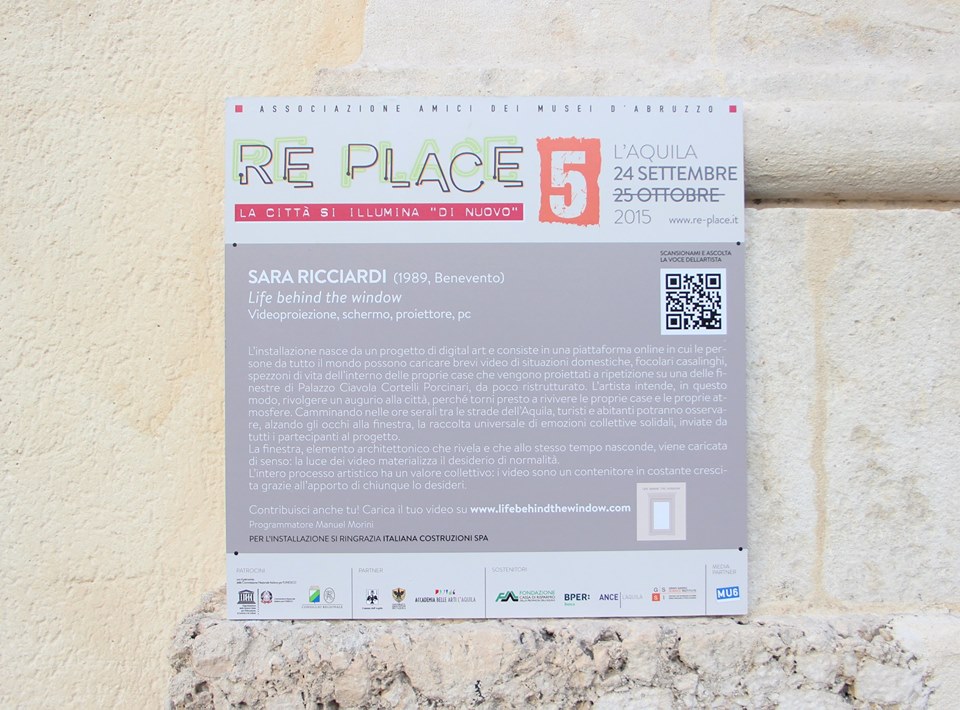 ASSOCIAZIONE AMICI DEI MUSEI D'ABRUZZO
RE PLACE 5
LA CITTÀ SI ILLUMINA "DI NUOVO"
L'AQUILA
24 SETTEMBRE
25 OTTOBRE
2015 www.re-place.it
SCANSIONAMI E ASCOLTA
LA VOCE DELL'ARTISTA
SARA RICCIARDI (1989, Benevento)
Life behind the window
Videoproiezione, schermo, proiettore, pc
L'installazione nasce da un progetto di digital art e consiste in una piattaforma online in cui le per-
sone da tutto il mondo possono caricare brevi video di situazioni domestiche, focolari casalinghi,
spezzoni di vita dell'interno delle proprie case che vengono proiettati a ripetizione su una delle fi-
nestre di Palazzo Ciavola Cortelli Porcinari, da poco ristrutturato. L'artista intende, in questo
modo, rivolgere un augurio alla città, perché torni presto a rivivere le proprie case e le proprie at-
mosfere. Camminando nelle ore serali tra le strade dell'Aquila, turisti e abitanti potranno osserva-
re, alzando gli occhi alla finestra, la raccolta universale di emozioni collettive solidali, inviate da
tutti i partecipanti al progetto.
La finestra, elemento architettonico che rivela e che allo stesso tempo nasconde, viene caricata
di senso: la luce dei video materializza il desiderio di normalità.
L'intero processo artistico ha un valore collettivo: i video sono un contenitore in costante cresci-
ta grazie all'apporto di chiunque lo desideri.
Contribuisci anche tu! Carica il tuo video su www.lifebehindthewindow.com
Programmatore Manuel Morini
PER L'INSTALLAZIONE SI RINGRAZIA ITALIANA COSTRUZIONI SPA
PATROCINI
PARTNER
SOSTENITORI
MEDIA
PARTNER
CONSIGLIO REGIONALE
ACCADEMIA BELLE ARTI L'AQUILA
FONDAZIONE
BPER:
Banca
ANCE L'AQUILA
MU6